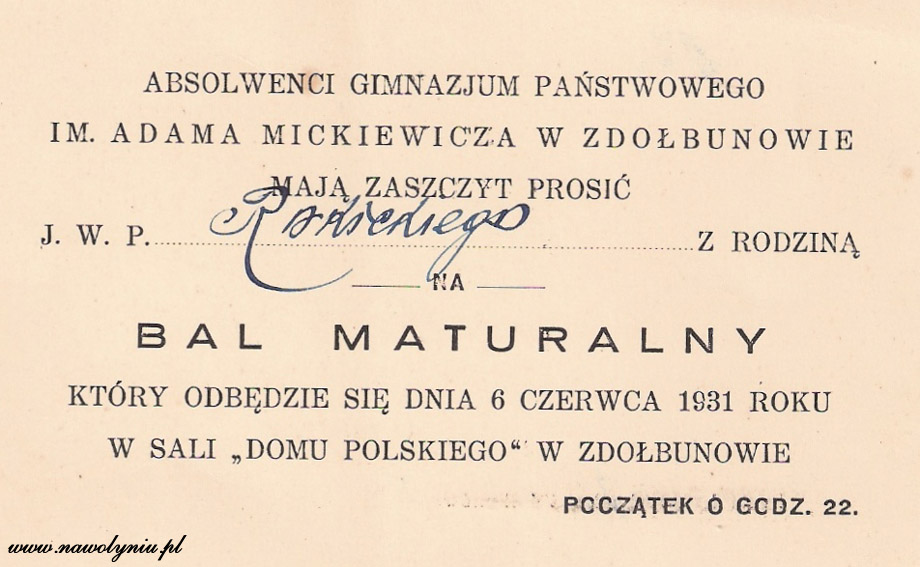 ABSOLWENCI GIMNAZJUM PAŃSTWOWEGO
IM. ADAMA MICKIEWICZA W ZDOŁBUNOWIE
MAJĄ ZASZCZYT PROSIĆ
J. W. P. Z RODZINĄ
NA
BAL MATURALNY
KTÓRY ODBĘDZIE SIĘ DNIA 6 CZERWCA 1931 ROKU
W SALI „DOMU POLSKIEGO“ W ZDOŁBUNOWIE
POCZĄTEK O GODZ. 22.
www.nawolyniu.pl